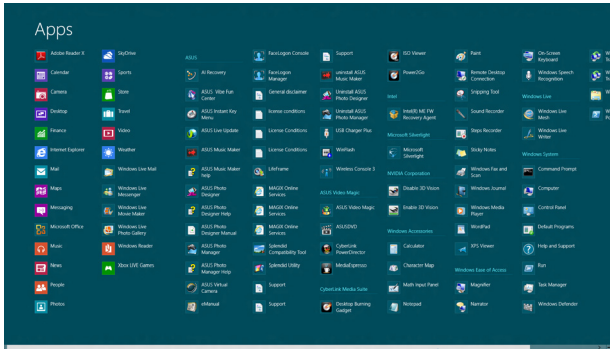 Apps
Adobe Reader X
Calendar
Camera
Desktop
Finance
Internet Explorer
Mail
Maps
Messaging
Microsoft Office
Music
News
People
Photos
SkyDrive
Sports
Store
Travel
Video
Weather
Windows Live Mail
Windows Live
Messenger
Windows Live
Movie Maker
Windows Live
Photo Gallery
Windows Reader
Xbox LIVE Games
ASUS
AI Recovery
ASUS Vibe Fun
Center
ASUS Instant Key
Menu
ASUS Live Update
ASUS Music Maker
ASUS Music Maker
help
ASUS Photo
Designer
ASUS Photo
Designer Help
ASUS Photo
Designer Manual
ASUS Photo
Manager
ASUS Photo
Manager Help
ASUS Virtual
Camera
eManual
FaceLogon Console
FaceLogon
Manager
General disclaimer
license conditions
License Conditions
License Conditions
LifeFrame
MAGIX Online
Services
MAGIX Online
Services
MAGIX Online
Services
Splendid
Compatibility Tool
Splendid Utility
Support
Support
Support
uninstall ASUS
Music Maker
Uninstall ASUS
Photo Designer
Uninstall ASUS
Photo Manager
USB Charger Plus
WinFlash
Wireless Console 3
ASUS Video Magic
ASUS Video Magic
ASUSDVD
CyberLink
PowerDirector
MediaEspresso
CyberLink Media Suite
Desktop Burning
Gadget
ISO Viewer
Power2Go
Intel
Intel(R) ME FW
Recovery Agent
Microsoft Silverlight
Microsoft
Silverlight
NVIDIA Corporation
Disable 3D Vision
Enable 3D Vision
Windows Accessories
Calculator
Character Map
Math Input Panel
Notepad
Paint
Remote Desktop
Connection
Snipping Tool
Sound Recorder
Steps Recorder
Sticky Notes
Windows Fax and
Scan
Windows Journal
Windows Media
Player
WordPad
XPS Viewer
Windows Ease of Access
Magnifier
Narrator
On-Screen
Keyboard
Windows Speech
Recognition
Windows Live
Windows Live
Mesh
Windows Live
Writer
Windows System
Command Prompt
Computer
Control Panel
Default Programs
Help and Support
Run
Task Manager
Windows Defender